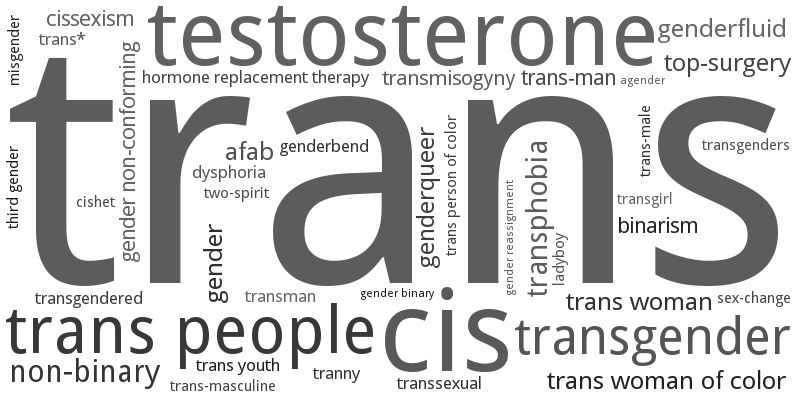 misgender
cissexism
trans*
testosterone
genderfluid
hormone replacement therapy
transmisogyny
trans-man
agender
top-surgery
trans
gender non-conforming
third gender
cishet
afab
genderbend
dysphoria
two-spirit
gender
genderqueer
trans person of color
gender reassignment
transphobia
ladyboy
trans-male
transgenders
transgirl
binarism
transgendered
transman
gender binary
trans woman
sex-change
trans people
cis
transgender
non-binary
trans youth
tranny
trans-masculine
transsexual
trans woman of color